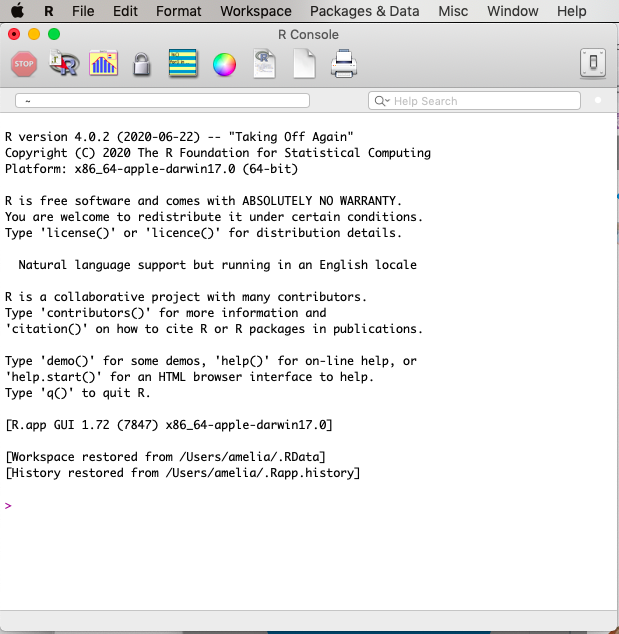 R File Edit Format Workspace Packages & Data Misc Window Help
R Console
STOP
~
Help Search
R version 4.0.2 (2020-06-22) -- "Taking Off Again"
Copyright (C) 2020 The R Foundation for Statistical Computing
Platform: x86_64-apple-darwin17.0 (64-bit)
R is free software and comes with ABSOLUTELY NO WARRANTY.
You are welcome to redistribute it under certain conditions.
Type 'license()' or 'licence()' for distribution details.
Natural language support but running in an English locale
R is a collaborative project with many contributors.
Type 'contributors()' for more information and
'citation()' on how to cite R or R packages in publications.
Type 'demo()' for some demos, 'help()' for on-line help, or
'help.start()' for an HTML browser interface to help.
Type 'q()' to quit R.
[R.app GUI 1.72 (7847) x86_64-apple-darwin17.0]
[Workspace restored from /Users/amelia/.RData]
[History restored from /Users/amelia/.Rapp.history]
>